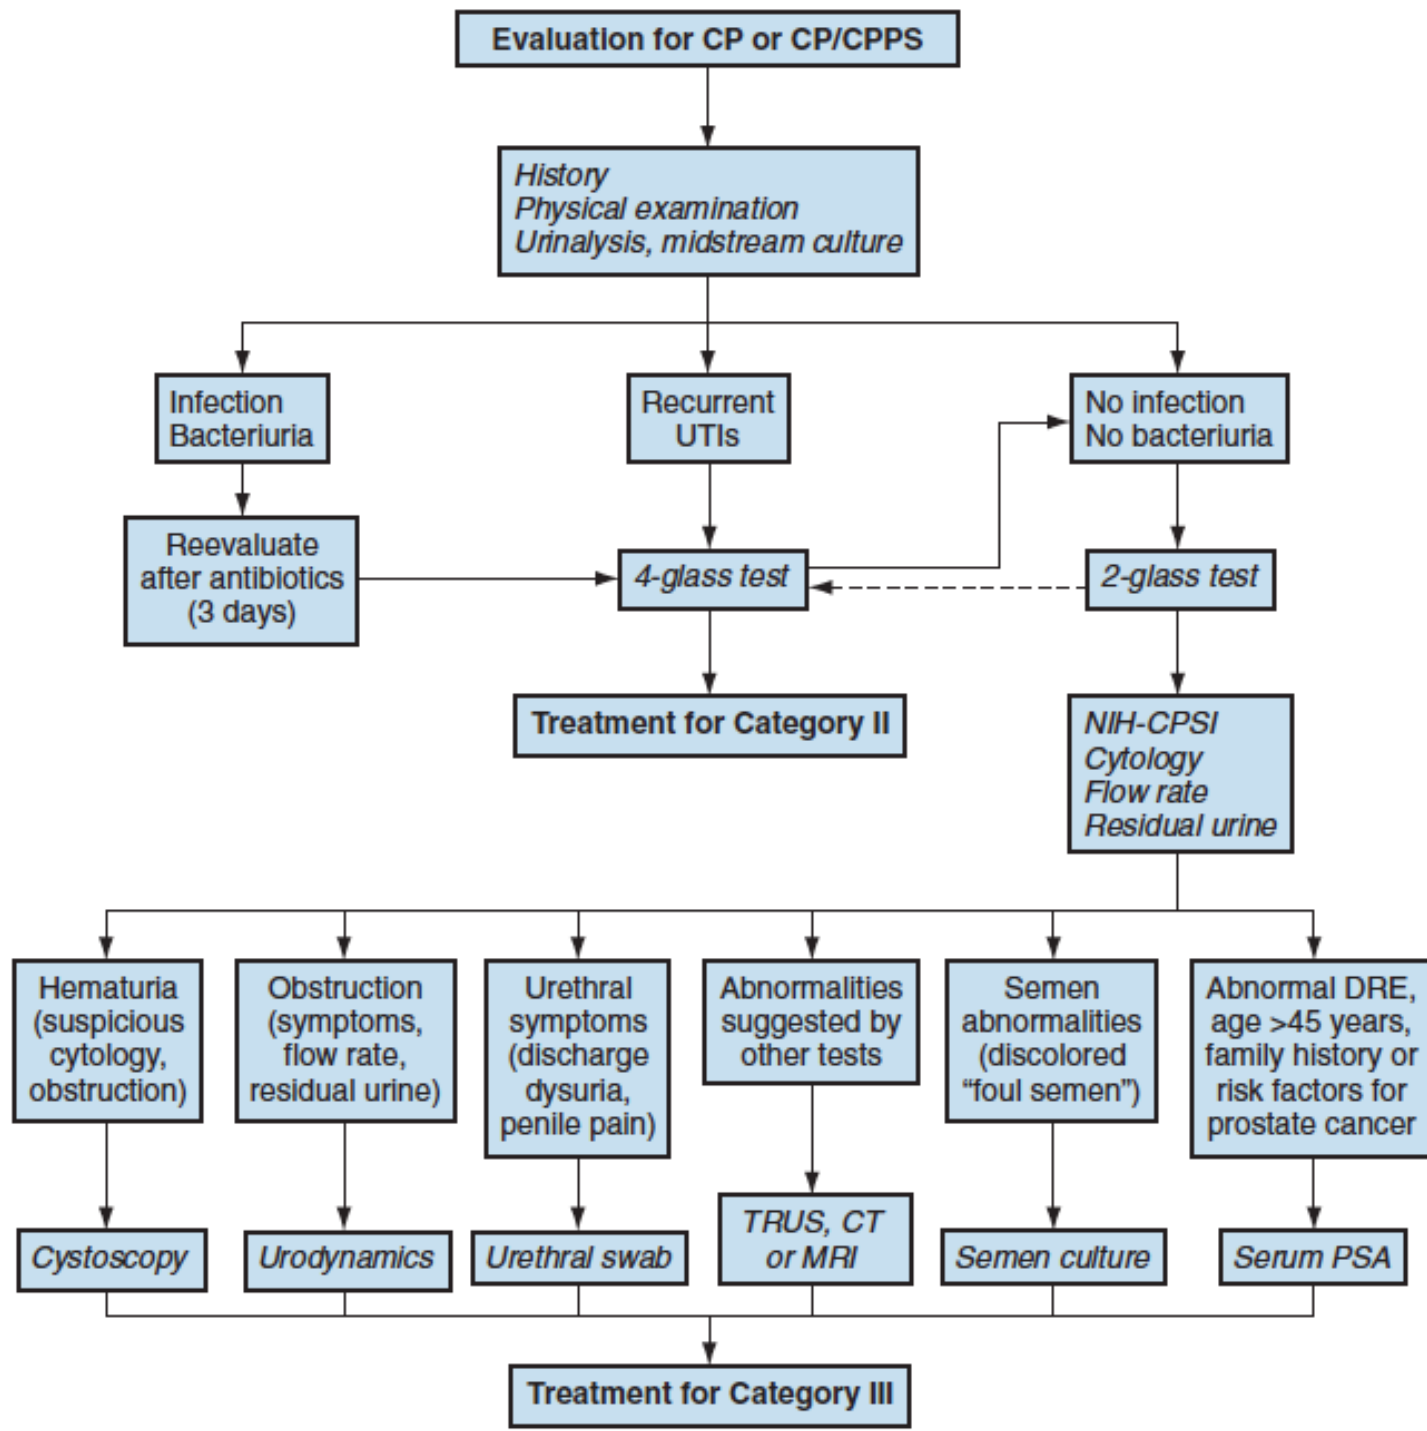 Evaluation for CP or CP/CPPS
History
Physical examination
Urinalysis, midstream culture
Infection
Bacteriuria
Recurrent
UTIs
No infection
No bacteriuria
Reevaluate
after antibiotics
(3 days)
4-glass test
2-glass test
Treatment for Category II
NIH-CPSI
Cytology
Flow rate
Residual urine
Hematuria
(suspicious
cytology,
obstruction)
Obstruction
(symptoms,
flow rate,
residual urine)
Urethral
symptoms
(discharge
dysuria,
penile pain)
Abnormalities
suggested by
other tests
Semen
abnormalities
(discolored
“foul semen”)
Abnormal DRE,
age >45 years,
family history or
risk factors for
prostate cancer
Cystoscopy
Urodynamics
Urethral swab
TRUS, CT
or MRI
Semen culture
Serum PSA
Treatment for Category III